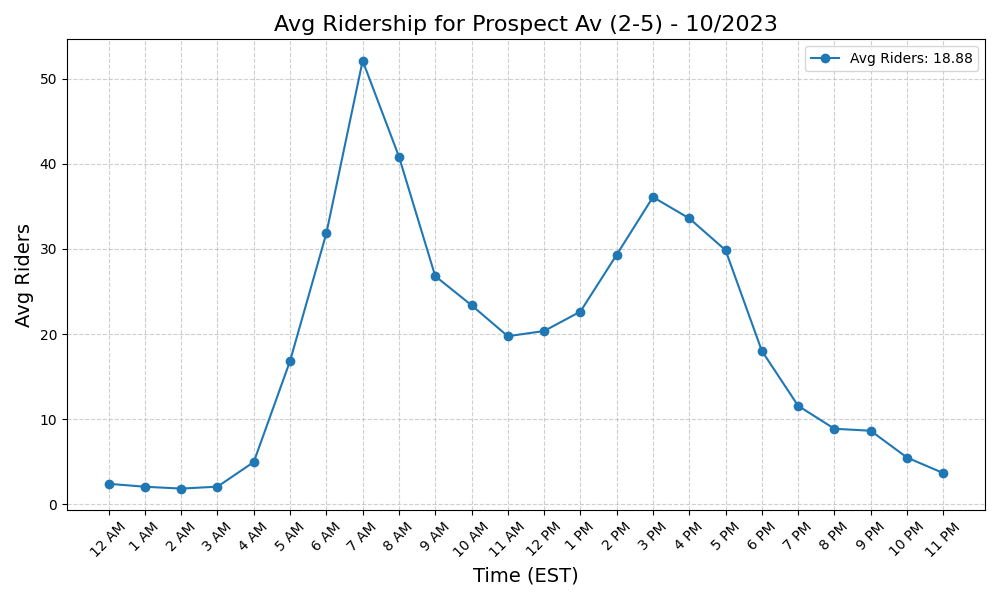 Avg Ridership for Prospect Av (2-5) - 10/2023
Avg Riders: 18.88
Avg Riders
50
40
30
20
10
0
12 AM
1 AM
2 AM
3 AM
4 AM
5 AM
6 AM
7 AM
8 AM
9 AM
10 AM
11 AM
12 PM
1 PM
2 PM
3 PM
4 PM
5 PM
6 PM
7 PM
8 PM
9 PM
10 PM
11 PM
Time (EST)